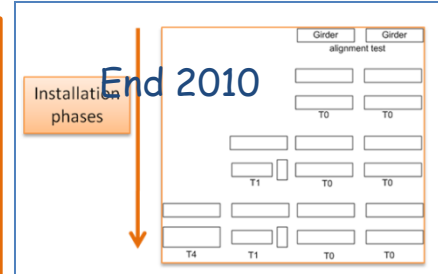 Girder Girder
alignment test
End 2010
Installation
phases
T0 T0
T1 T0 T0
T4 T1 T0 T0